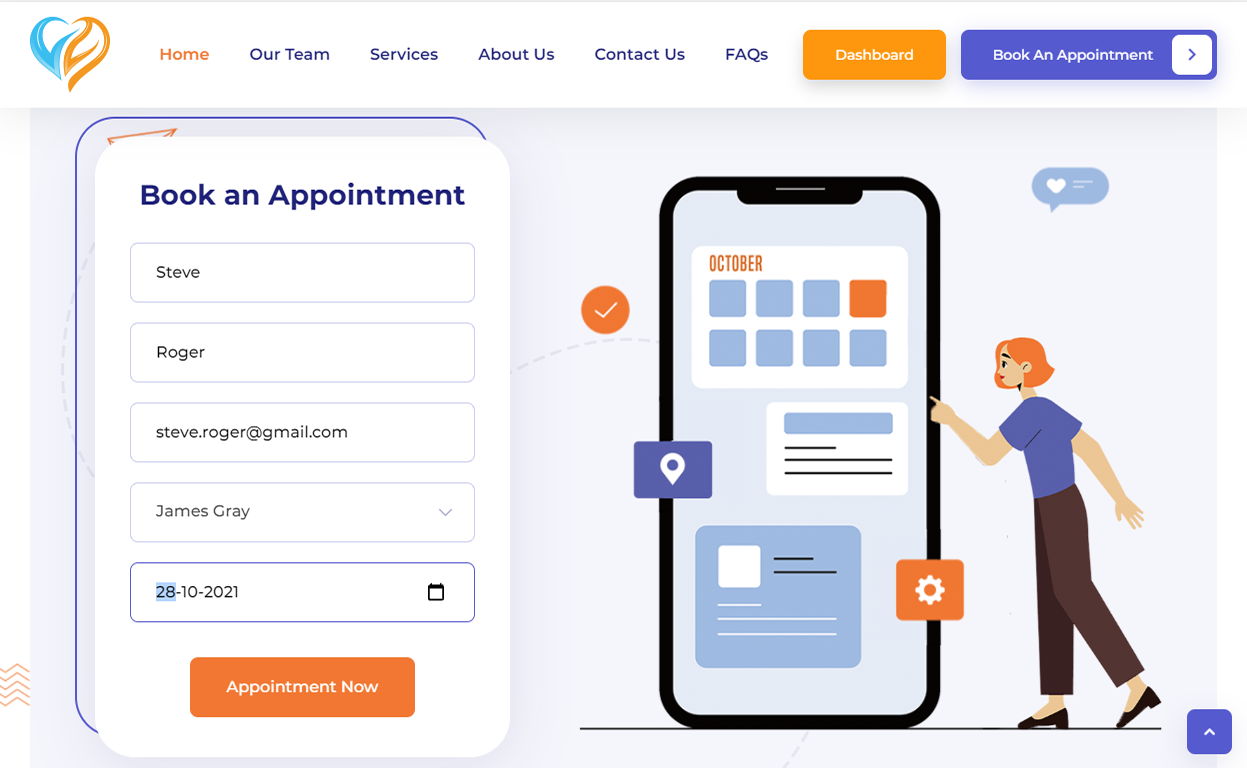 Home
Our Team
Services
About Us
Contact Us
FAQs
Dashboard
Book An Appointment
Book an Appointment
Steve
Roger
steve.roger@gmail.com
James Gray
28-10-2021
Appointment Now
OCTOBER